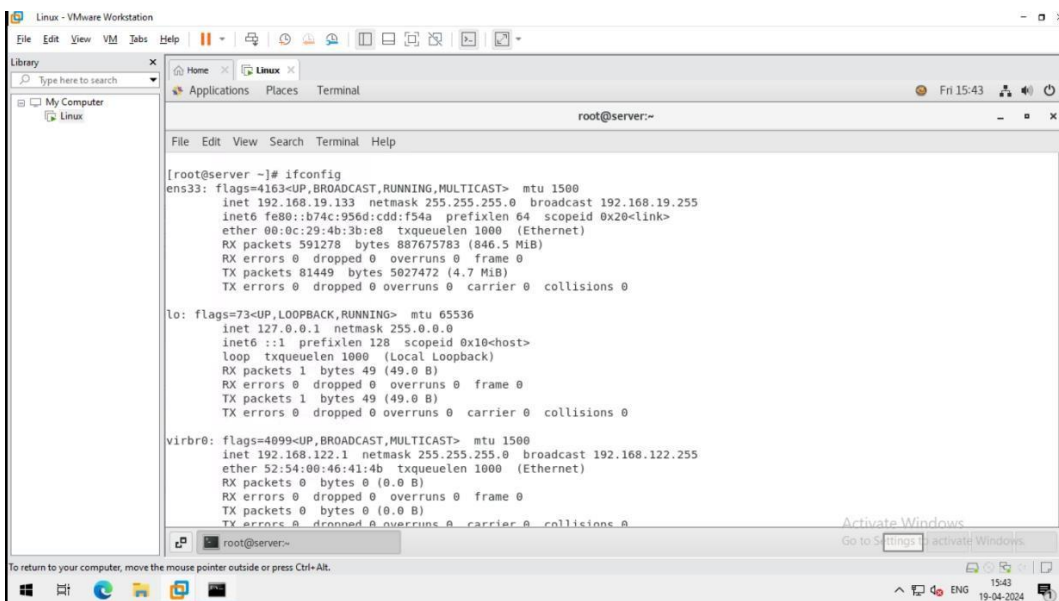 Linux - VMware Workstation
File Edit View VM Tabs Help
Library
Type here to search
My Computer
Linux
Home
Linux
Applications Places Terminal
Fri 15:43
root@server:~
File Edit View Search Terminal Help
[root@server ~]# ifconfig
ens33: flags=4163<UP,BROADCAST,RUNNING,MULTICAST> mtu 1500
inet 192.168.19.133 netmask 255.255.255.0 broadcast 192.168.19.255
inet6 fe80::b74c:956d:cdd:f54a prefixlen 64 scopeid 0x20<link>
ether 00:0c:29:4b:3b:e8 txqueuelen 1000 (Ethernet)
RX packets 591278 bytes 887675783 (846.5 MiB)
RX errors 0 dropped 0 overruns 0 frame 0
TX packets 81449 bytes 5027472 (4.7 MiB)
TX errors 0 dropped 0 overruns 0 carrier 0 collisions 0
lo: flags=73<UP,LOOPBACK,RUNNING> mtu 65536
inet 127.0.0.1 netmask 255.0.0.0
inet6 ::1 prefixlen 128 scopeid 0x10<host>
loop txqueuelen 1000 (Local Loopback)
RX packets 1 bytes 49 (49.0 B)
RX errors 0 dropped 0 overruns 0 frame 0
TX packets 1 bytes 49 (49.0 B)
TX errors 0 dropped 0 overruns 0 carrier 0 collisions 0
virbr0: flags=4099<UP,BROADCAST,MULTICAST> mtu 1500
inet 192.168.122.1 netmask 255.255.255.0 broadcast 192.168.122.255
ether 52:54:00:46:41:4b txqueuelen 1000 (Ethernet)
RX packets 0 bytes 0 (0.0 B)
RX errors 0 dropped 0 overruns 0 frame 0
TX packets 0 bytes 0 (0.0 B)
TX errors 0 dropped 0 overruns 0 carrier 0 collisions 0
Activate Windows
Go to Settings to activate Windows.
root@server:~
To return to your computer, move the mouse pointer outside or press Ctrl+Alt.
ENG
15:43
19-04-2024